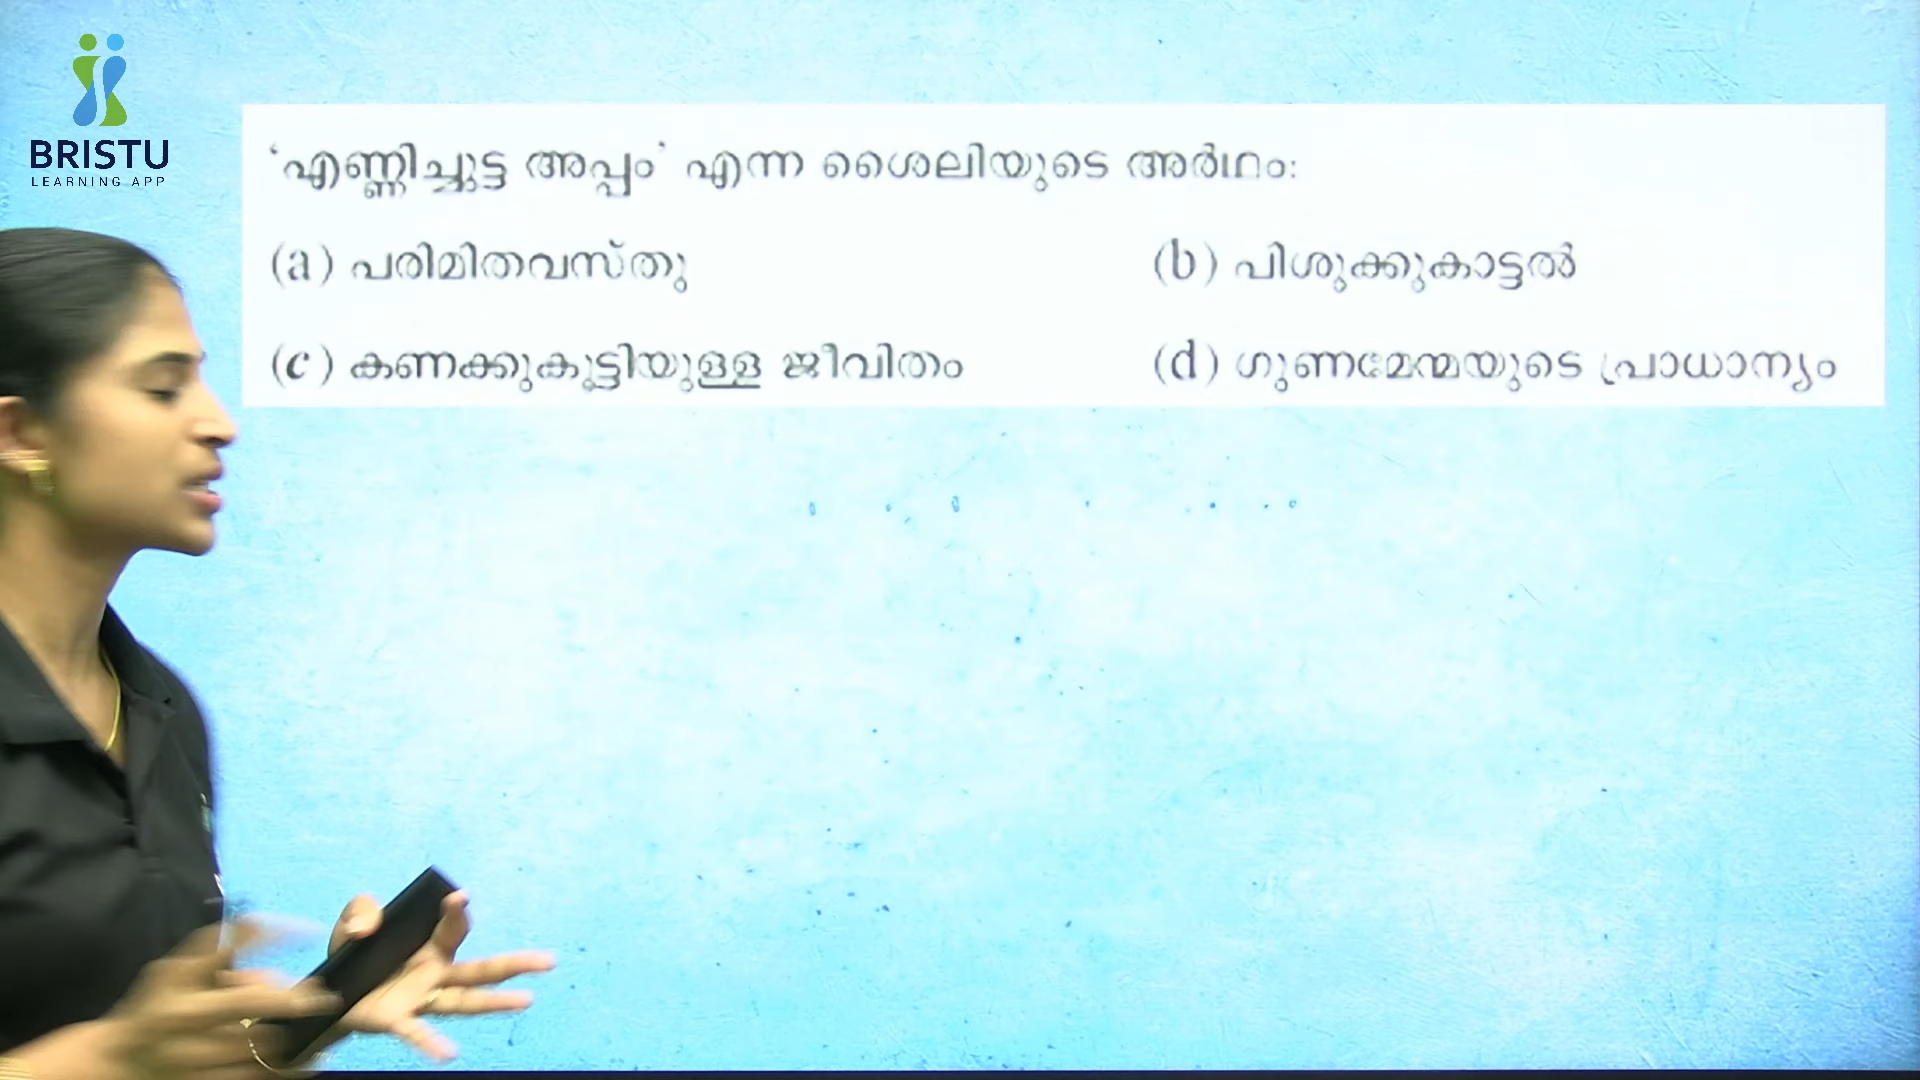 BRISTU
LEARNING APP
‘എണ്ണിച്ചുട്ട അപ്പം’ എന്ന ശൈലിയുടെ അർഥം:
(a) പരിമിതവസ്തു (b) പിശുക്കുകാട്ടൽ
(c) കണക്കുകൂട്ടിയുള്ള ജീവിതം (d) ഗുണമേന്മയുടെ പ്രാധാന്യം